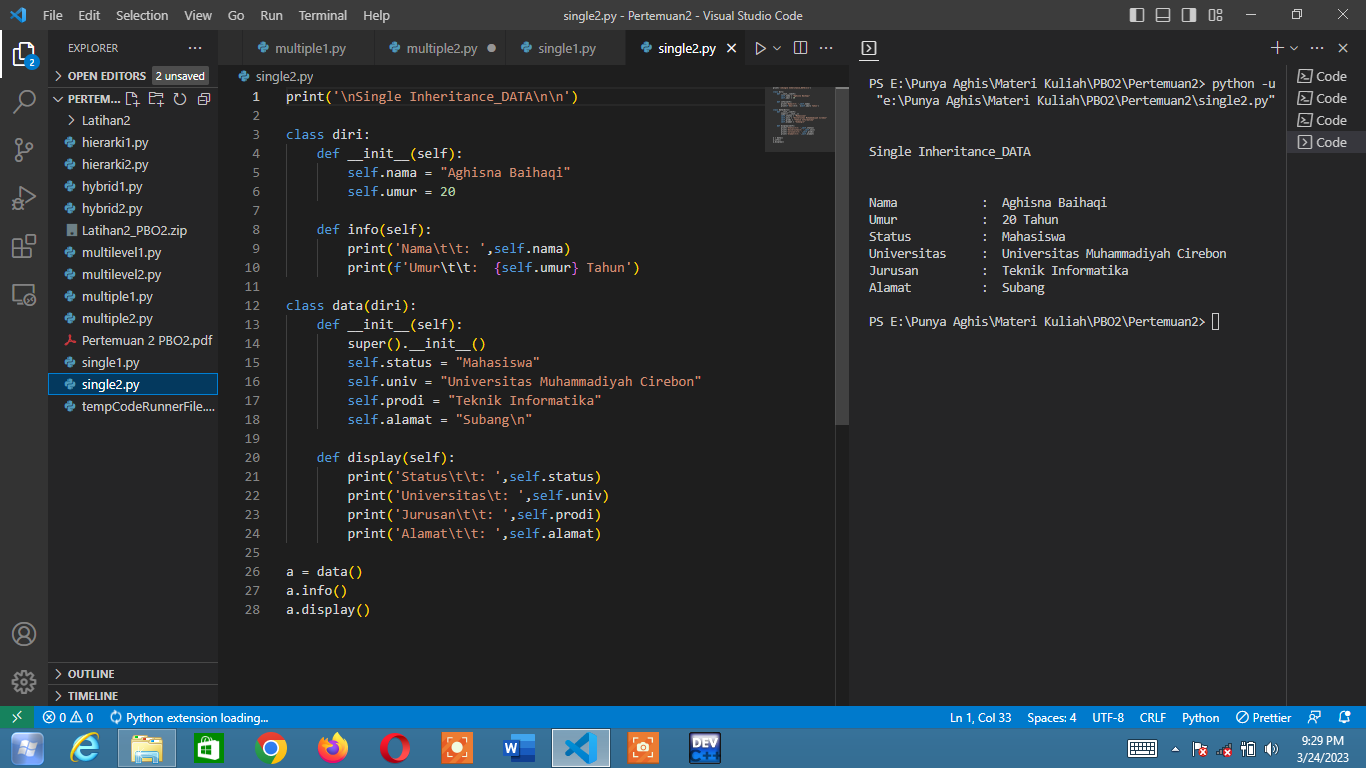 File Edit Selection View Go Run Terminal Help
single2.py - Pertemuan2 - Visual Studio Code
2
EXPLORER
OPEN EDITORS 2 unsaved
PERTEM...
Latihan2
hierarki1.py
hierarki2.py
hybrid1.py
hybrid2.py
Latihan2_PBO2.zip
multilevel1.py
multilevel2.py
multiple1.py
multiple2.py
Pertemuan 2 PBO2.pdf
single1.py
single2.py
tempCodeRunnerFile....
OUTLINE
TIMELINE
multiple1.py multiple2.py single1.py single2.py
single2.py
1 print('\nSingle Inheritance_DATA\n\n')
2
3 class diri:
4     def __init__(self):
5         self.nama = "Aghisna Baihaqi"
6         self.umur = 20
7
8     def info(self):
9         print('Nama\t\t: ',self.nama)
10         print(f'Umur\t\t:  {self.umur} Tahun')
11
12 class data(diri):
13     def __init__(self):
14         super().__init__()
15         self.status = "Mahasiswa"
16         self.univ = "Universitas Muhammadiyah Cirebon"
17         self.prodi = "Teknik Informatika"
18         self.alamat = "Subang\n"
19
20     def display(self):
21         print('Status\t\t: ',self.status)
22         print('Universitas\t: ',self.univ)
23         print('Jurusan\t\t: ',self.prodi)
24         print('Alamat\t\t: ',self.alamat)
25
26 a = data()
27 a.info()
28 a.display()
PS E:\Punya Aghis\Materi Kuliah\PBO2\Pertemuan2> python -u
"e:\Punya Aghis\Materi Kuliah\PBO2\Pertemuan2\single2.py"
Single Inheritance_DATA
Nama : Aghisna Baihaqi
Umur : 20 Tahun
Status : Mahasiswa
Universitas : Universitas Muhammadiyah Cirebon
Jurusan : Teknik Informatika
Alamat : Subang
PS E:\Punya Aghis\Materi Kuliah\PBO2\Pertemuan2>
Code
Code
Code
Code
0 0 Python extension loading...
Ln 1, Col 33 Spaces: 4 UTF-8 CRLF Python Prettier
DEV
C++
9:29 PM
3/24/2023